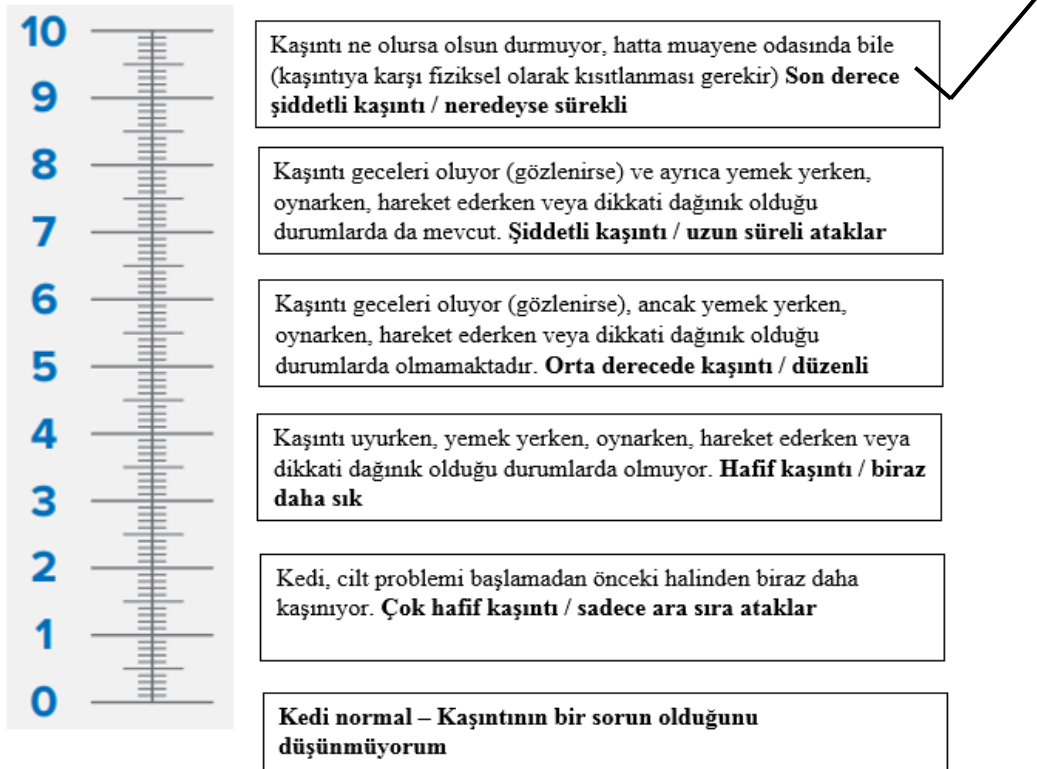 10
9
8
7
6
5
4
3
2
1
0
Kaşıntı ne olursa olsun durmuyor, hatta muayene odasında bile
(kaşıntıya karşı fiziksel olarak kısıtlanması gerekir) Son derece
şiddetli kaşıntı / neredeyse sürekli
Kaşıntı geceleri oluyor (gözlenirse) ve ayrıca yemek yerken,
oynarken, hareket ederken veya dikkati dağınık olduğu
durumlarda da mevcut. Şiddetli kaşıntı / uzun süreli ataklar
Kaşıntı geceleri oluyor (gözlenirse), ancak yemek yerken,
oynarken, hareket ederken veya dikkati dağınık olduğu
durumlarda olmamaktadır. Orta derecede kaşıntı / düzenli
Kaşıntı uyurken, yemek yerken, oynarken, hareket ederken veya
dikkati dağınık olduğu durumlarda olmuyor. Hafif kaşıntı / biraz
daha sık
Kedi, cilt problemi başlamadan önceki halinden biraz daha
kaşınıyor. Çok hafif kaşıntı / sadece ara sıra ataklar
Kedi normal – Kaşıntının bir sorun olduğunu
düşünmüyorum